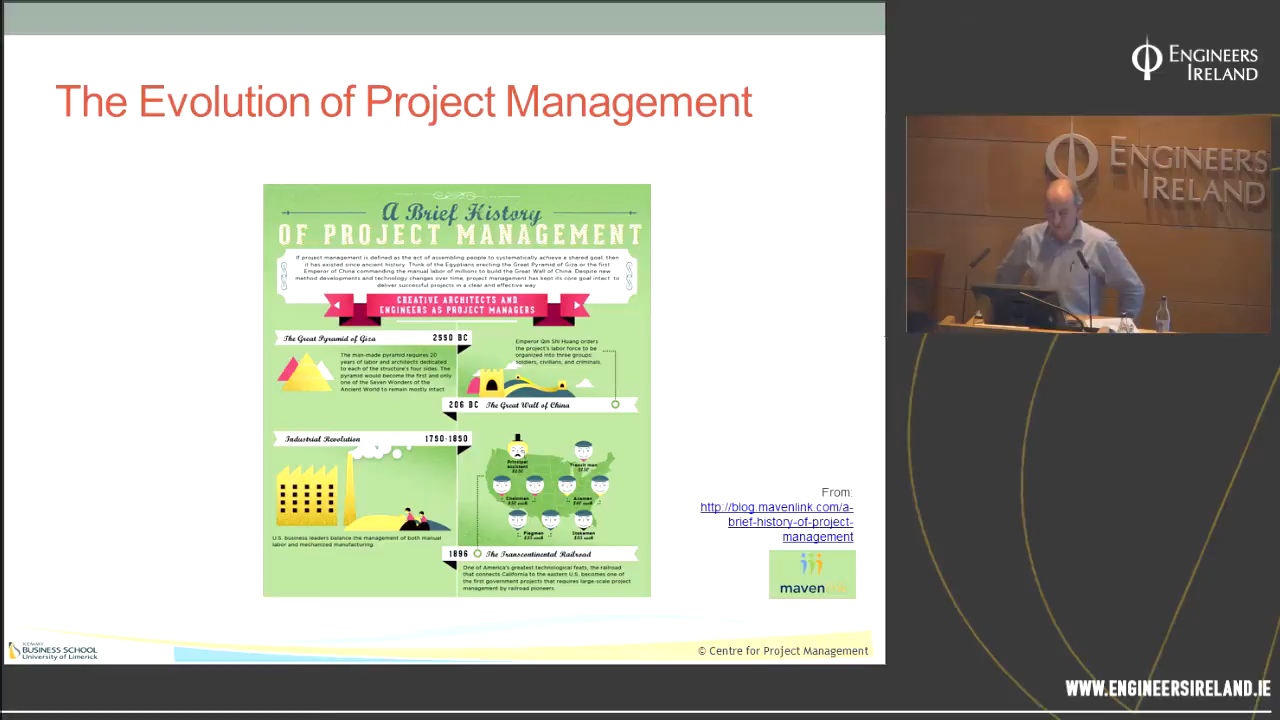 The Evolution of Project Management
A Brief History
OF PROJECT MANAGEMENT
If project management is defined as the act of assembling people to systematically achieve a shared goal, then
it has existed since ancient history. Think of the Egyptians erecting the Great Pyramid of Giza or the first
Emperor of China commanding the manual labor of millions to build the Great Wall of China. Despite new
method developments and technology changes over time, project management has kept its core goal intact: to
deliver successful projects in a clear and effective way
CREATIVE ARCHITECTS AND
ENGINEERS AS PROJECT MANAGERS
The Great Pyramid of Giza 2550 BC
The man-made pyramid requires 20
years of labor and architects dedicated
to each of the structure's four sides. The
pyramid would become the first and only
one of the Seven Wonders of the
Ancient World to remain mostly intact
Emperor Qin Shi Huang orders
the project's labor force to be
organized into three groups:
soldiers, civilians, and criminals.
206 BC The Great Wall of China
Industrial Revolution 1750-1850
U.S. business leaders balance the management of both manual
labor and mechanized manufacturing.
Principal
assistant
Transit man
Chainmen
Axemen
Flagmen
1896 The Transcontinental Railroad
One of America's greatest technological feats, the railroad
that connects California to the eastern U.S. becomes one of
the first government projects that requires large-scale project
management by railroad pioneers.
From:
http://blog.mavenlink.com/a-
brief-history-of-project-
management
mavenlink
KEMMY
BUSINESS SCHOOL
University of Limerick
© Centre for Project Management
ENGINEERS
IRELAND
ENGINEERS
IRELAND
WWW.ENGINEERSIRELAND.IE